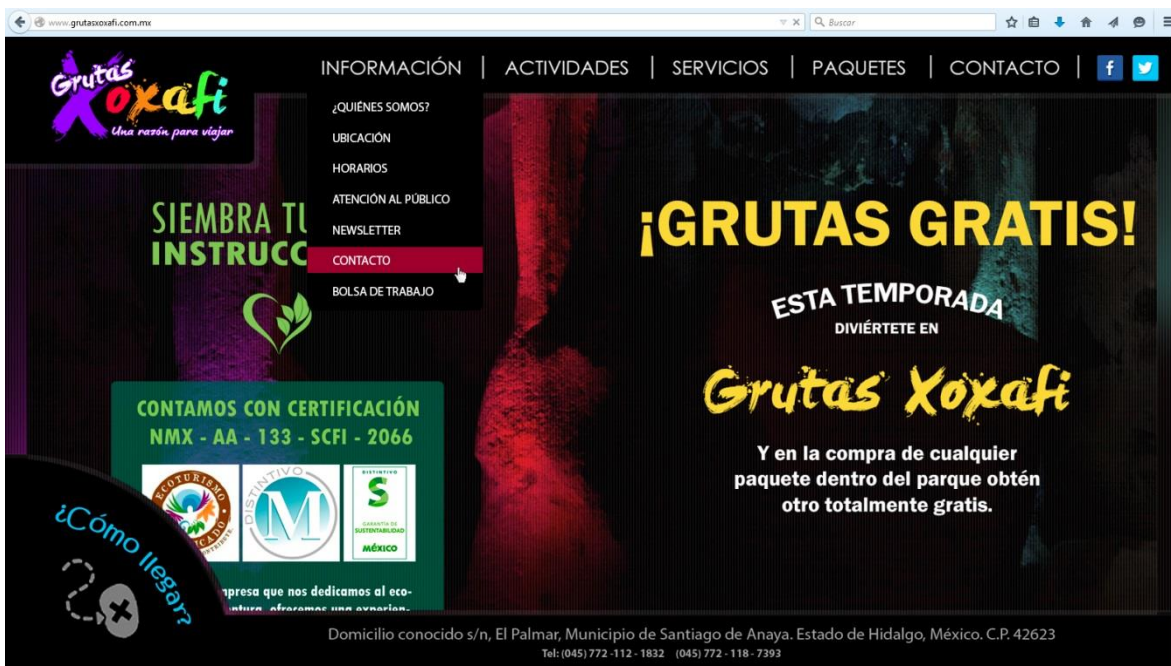 www.grutasxoxafi.com.mx
Buscar
Grutas
Xoxafi
Una razón para viajar
INFORMACIÓN | ACTIVIDADES | SERVICIOS | PAQUETES | CONTACTO |
¿QUIÉNES SOMOS?
UBICACIÓN
HORARIOS
ATENCIÓN AL PÚBLICO
NEWSLETTER
CONTACTO
BOLSA DE TRABAJO
SIEMBRA TU
INSTRUCC
CONTAMOS CON CERTIFICACIÓN
NMX - AA - 133 - SCFI - 2066
ECOTURISMO
DISTINTIVO
M
DISTINTIVO
S
GARANTÍA DE
SUSTENTABILIDAD
MÉXICO
presa que nos dedicamos al eco-
ntura, ofrecemos una experien-
¿Cómo llegar?
¡GRUTAS GRATIS!
ESTA TEMPORADA
DIVIÉRTETE EN
Grutas Xoxafi
Y en la compra de cualquier
paquete dentro del parque obtén
otro totalmente gratis.
Domicilio conocido s/n, El Palmar, Municipio de Santiago de Anaya. Estado de Hidalgo, México. C.P. 42623
Tel: (045) 772 -112 - 1832 (045) 772 - 118 - 7393